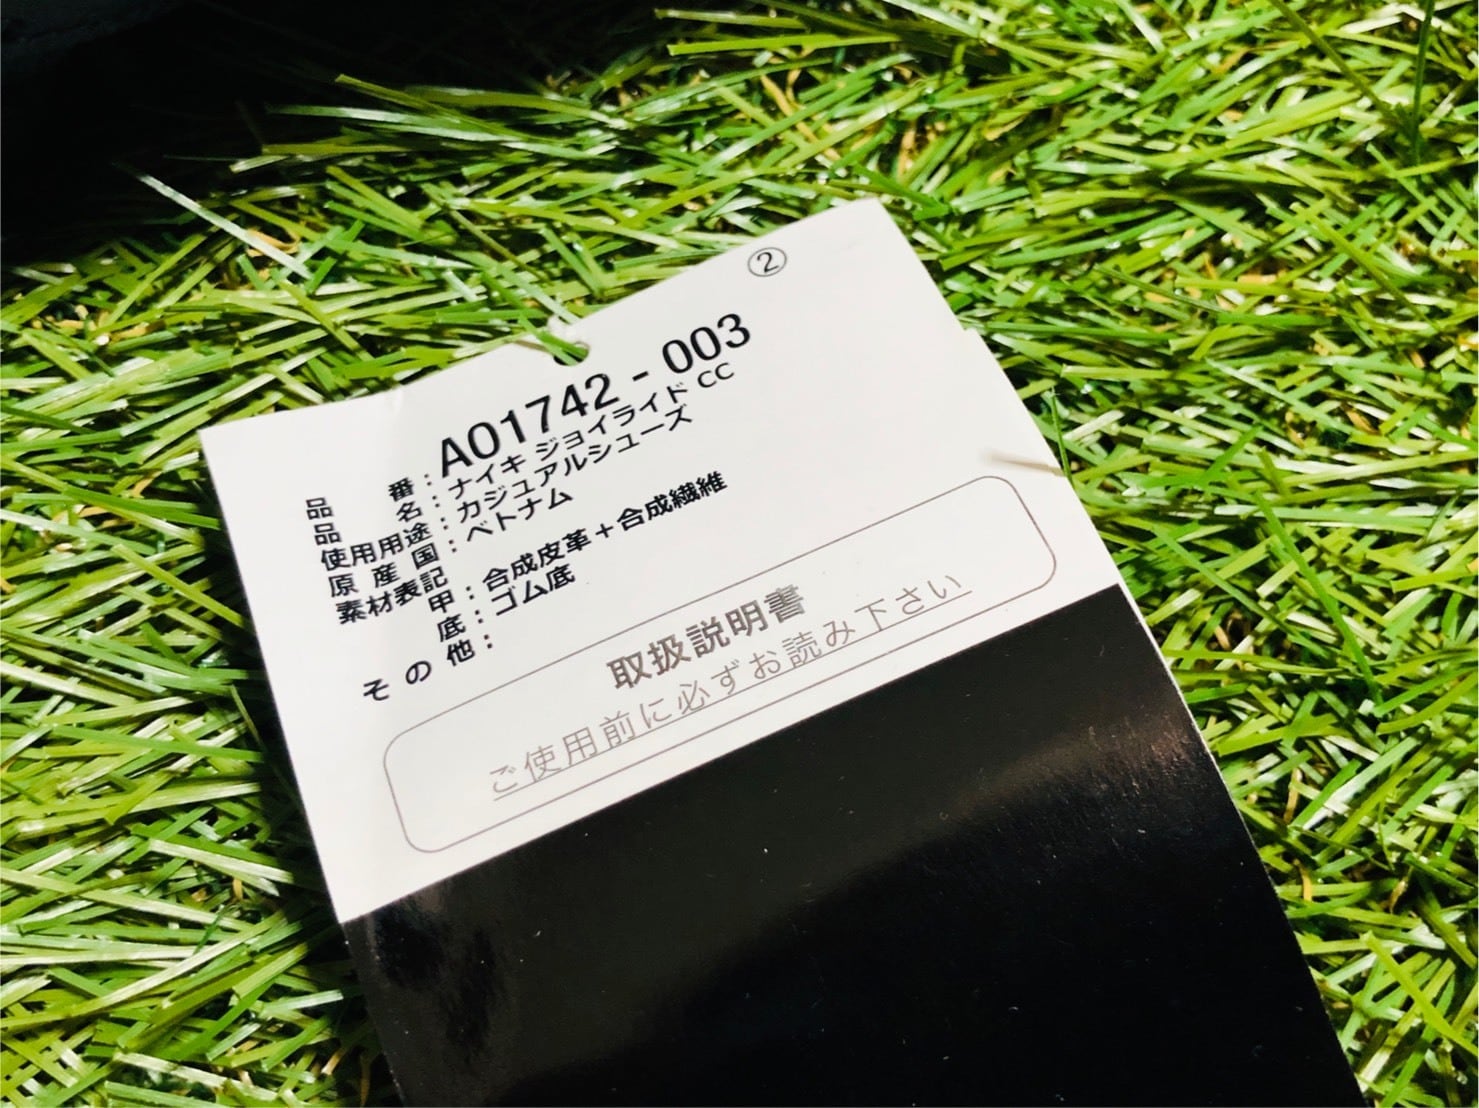 ②
品番：AO1742-003
品名：ナイキ ジョイライド CC
使用用途：カジュアルシューズ
原産国：ベトナム
素材表記
甲：合成皮革＋合成繊維
底：ゴム底
その他：
取扱説明書
ご使用前に必ずお読み下さい